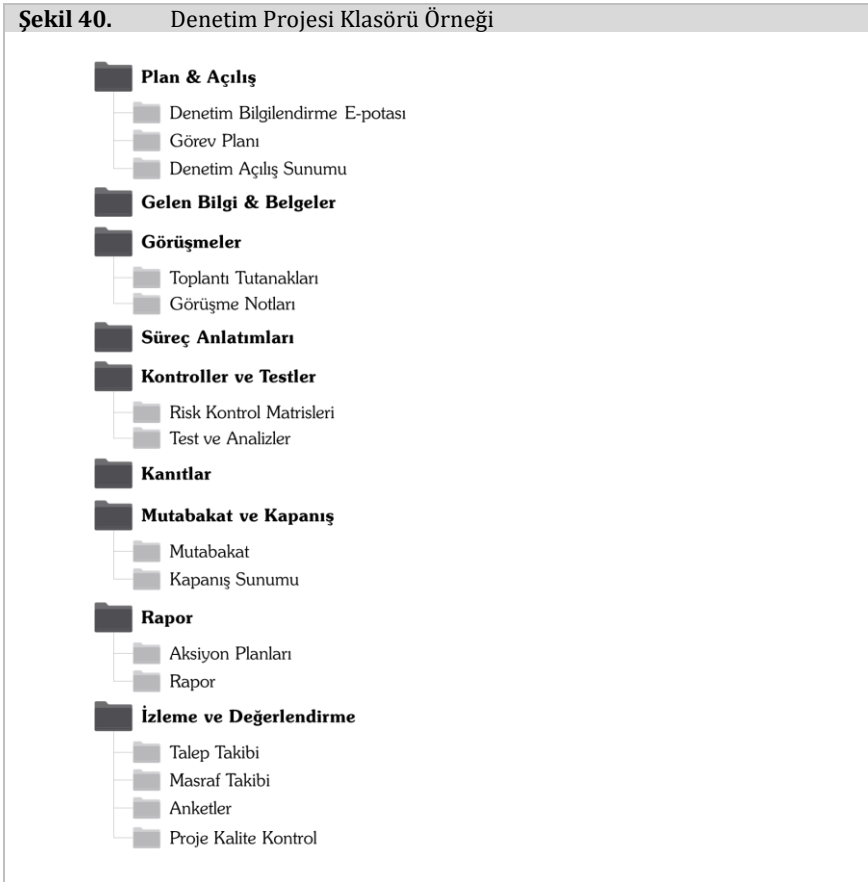 Şekil 40. Denetim Projesi Klasörü Örneği
Plan & Açılış
Denetim Bilgilendirme E-potası
Görev Planı
Denetim Açılış Sunumu
Gelen Bilgi & Belgeler
Görüşmeler
Toplantı Tutanakları
Görüşme Notları
Süreç Anlatımları
Kontroller ve Testler
Risk Kontrol Matrisleri
Test ve Analizler
Kanıtlar
Mutabakat ve Kapanış
Mutabakat
Kapanış Sunumu
Rapor
Aksiyon Planları
Rapor
İzleme ve Değerlendirme
Talep Takibi
Masraf Takibi
Anketler
Proje Kalite Kontrol